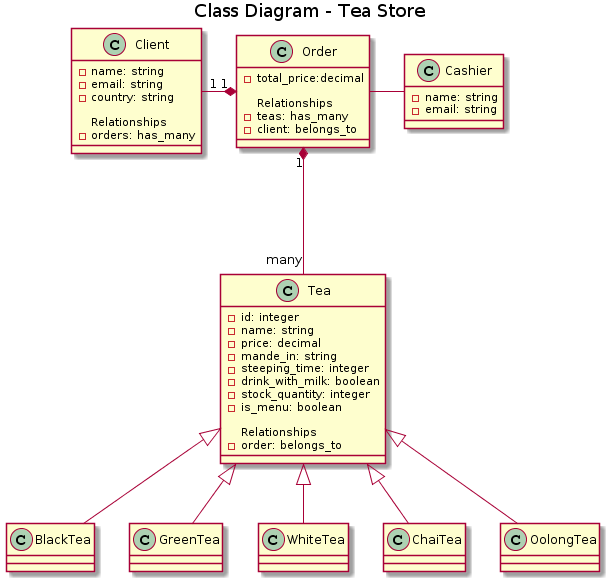 Class Diagram - Tea Store
C Client
name: string
email: string
country: string
Relationships
orders: has_many
1 1
C Order
total_price:decimal
Relationships
teas: has_many
client: belongs_to
C Cashier
name: string
email: string
1
many
C Tea
id: integer
name: string
price: decimal
mande_in: string
steeping_time: integer
drink_with_milk: boolean
stock_quantity: integer
is_menu: boolean
Relationships
order: belongs_to
C BlackTea
C GreenTea
C WhiteTea
C ChaiTea
C OolongTea